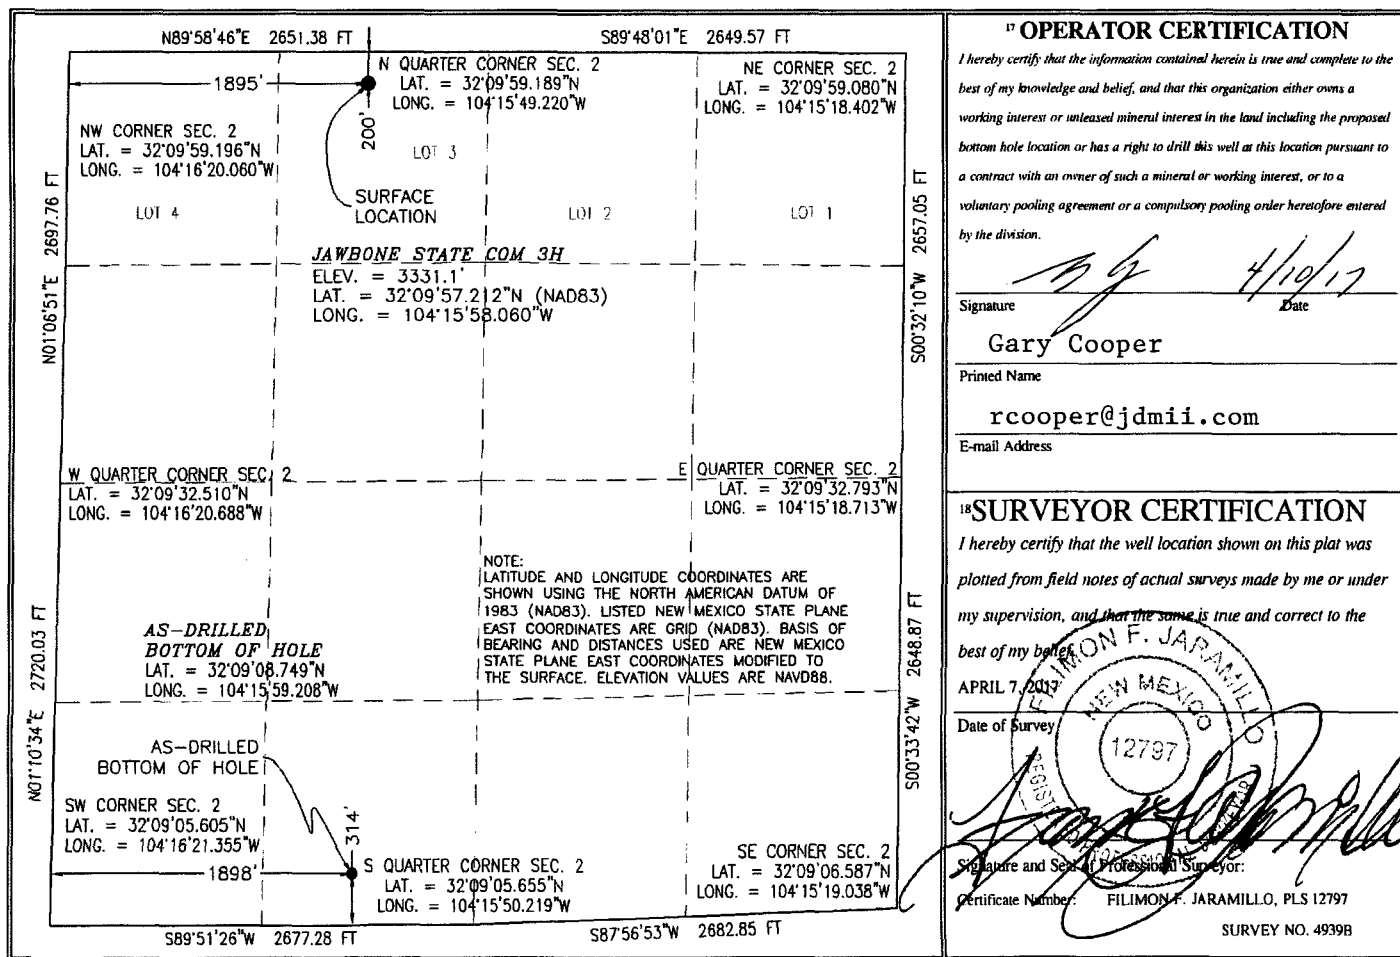 N89°58'46"E 2651.38 FT
S89°48'01"E 2649.57 FT
1895'
N QUARTER CORNER SEC. 2
LAT. = 32°09'59.189"N
LONG. = 104°15'49.220"W
NE CORNER SEC. 2
LAT. = 32°09'59.080"N
LONG. = 104°15'18.402"W
NW CORNER SEC. 2
LAT. = 32°09'59.196"N
LONG. = 104°16'20.060"W
200'
LOT 3
SURFACE
LOCATION
LOT 4
LOT 2
LOT 1
N01°06'51"E 2697.76 FT
S00°32'10"W 2657.05 FT
JAWBONE STATE COM 3H
ELEV. = 3331.1'
LAT. = 32°09'57.212"N (NAD83)
LONG. = 104°15'58.060"W
W QUARTER CORNER SEC. 2
LAT. = 32°09'32.510"N
LONG. = 104°16'20.688"W
E QUARTER CORNER SEC. 2
LAT. = 32°09'32.793"N
LONG. = 104°15'18.713"W
NOTE:
LATITUDE AND LONGITUDE COORDINATES ARE
SHOWN USING THE NORTH AMERICAN DATUM OF
1983 (NAD83). LISTED NEW MEXICO STATE PLANE
EAST COORDINATES ARE GRID (NAD83). BASIS OF
BEARING AND DISTANCES USED ARE NEW MEXICO
STATE PLANE EAST COORDINATES MODIFIED TO
THE SURFACE. ELEVATION VALUES ARE NAVD88.
AS-DRILLED
BOTTOM OF HOLE
LAT. = 32°09'08.749"N
LONG. = 104°15'59.208"W
N01°10'34"E 2720.03 FT
S00°33'42"W 2648.87 FT
AS-DRILLED
BOTTOM OF HOLE
SW CORNER SEC. 2
LAT. = 32°09'05.605"N
LONG. = 104°16'21.355"W
314'
1898'
S QUARTER CORNER SEC. 2
LAT. = 32°09'05.655"N
LONG. = 104°15'50.219"W
SE CORNER SEC. 2
LAT. = 32°09'06.587"N
LONG. = 104°15'19.038"W
S89°51'26"W 2677.28 FT
S87°56'53"W 2682.85 FT
17 OPERATOR CERTIFICATION
I hereby certify that the information contained herein is true and complete to the
best of my knowledge and belief, and that this organization either owns a
working interest or unleased mineral interest in the land including the proposed
bottom hole location or has a right to drill this well at this location pursuant to
a contract with an owner of such a mineral or working interest, or to a
voluntary pooling agreement or a compulsory pooling order heretofore entered
by the division.
4/10/17
Signature Date
Gary Cooper
Printed Name
rcooper@jdmii.com
E-mail Address
18 SURVEYOR CERTIFICATION
I hereby certify that the well location shown on this plat was
plotted from field notes of actual surveys made by me or under
my supervision, and that the same is true and correct to the
best of my belief.
APRIL 7, 2017
Date of Survey
FILIMON F. JARAMILLO
NEW MEXICO
12797
Signature and Seal of Professional Surveyor:
Certificate Number: FILIMON F. JARAMILLO, PLS 12797
SURVEY NO. 4939B